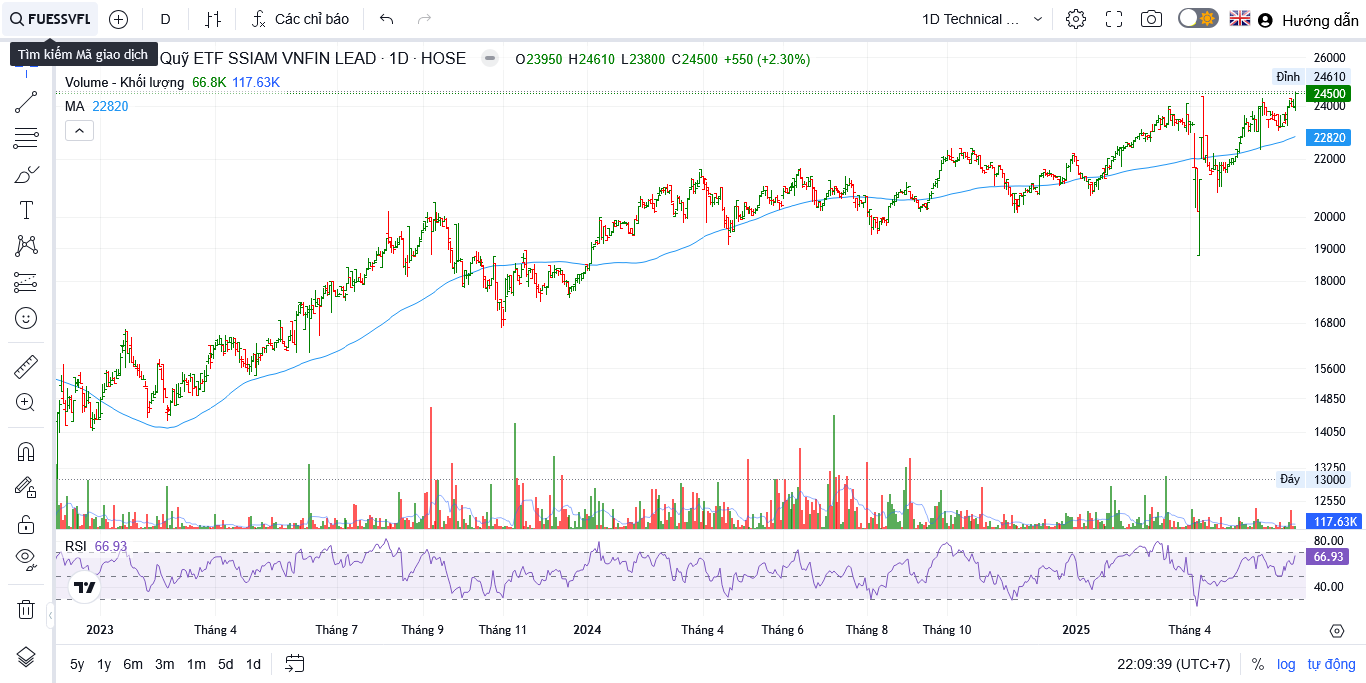 FUESSVFL D Các chỉ báo 1D Technical ... Hướng dẫn
Tìm kiếm Mã giao dịch
Quỹ ETF SSIAM VNFIN LEAD · 1D · HOSE O23950 H24610 L23800 C24500 +550 (+2.30%)
Volume - Khối lượng 66.8K 117.63K
MA 22820
26000
Đỉnh 24610
24500
24000
22820
22000
20000
19000
18000
16800
15600
14850
14050
13250
Đáy 13000
12550
117.63K
RSI 66.93
80.00
66.93
40.00
2023 Tháng 4 Tháng 7 Tháng 9 Tháng 11 2024 Tháng 4 Tháng 6 Tháng 8 Tháng 10 2025 Tháng 4
5y 1y 6m 3m 1m 5d 1d 22:09:39 (UTC+7) % log tự động